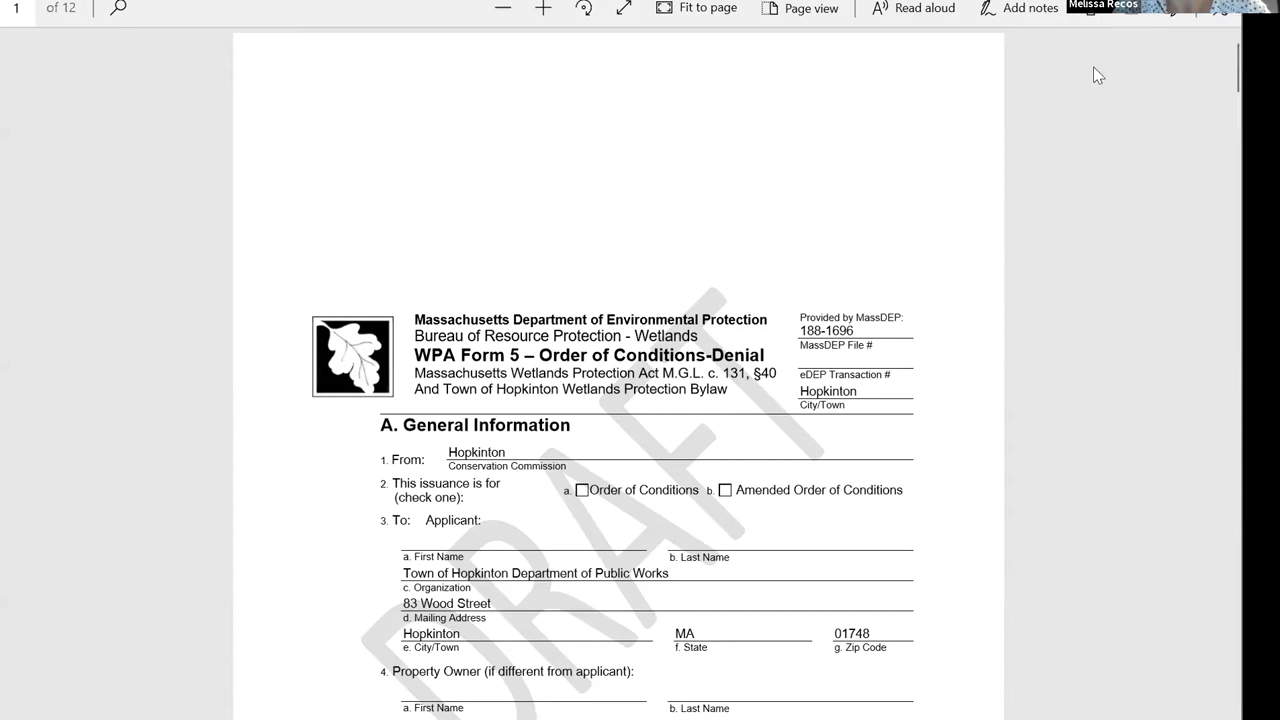 1 of 12 Fit to page Page view Read aloud Add notes
Melissa Recos
Massachusetts Department of Environmental Protection
Bureau of Resource Protection - Wetlands
WPA Form 5 – Order of Conditions-Denial
Massachusetts Wetlands Protection Act M.G.L. c. 131, §40
And Town of Hopkinton Wetlands Protection Bylaw
Provided by MassDEP:
188-1696
MassDEP File #
eDEP Transaction #
Hopkinton
City/Town
A. General Information
1. From: Hopkinton
Conservation Commission
2. This issuance is for
(check one):
a. Order of Conditions b. Amended Order of Conditions
3. To: Applicant:
a. First Name b. Last Name
Town of Hopkinton Department of Public Works
c. Organization
83 Wood Street
d. Mailing Address
Hopkinton MA 01748
e. City/Town f. State g. Zip Code
4. Property Owner (if different from applicant):
a. First Name b. Last Name
DRAFT